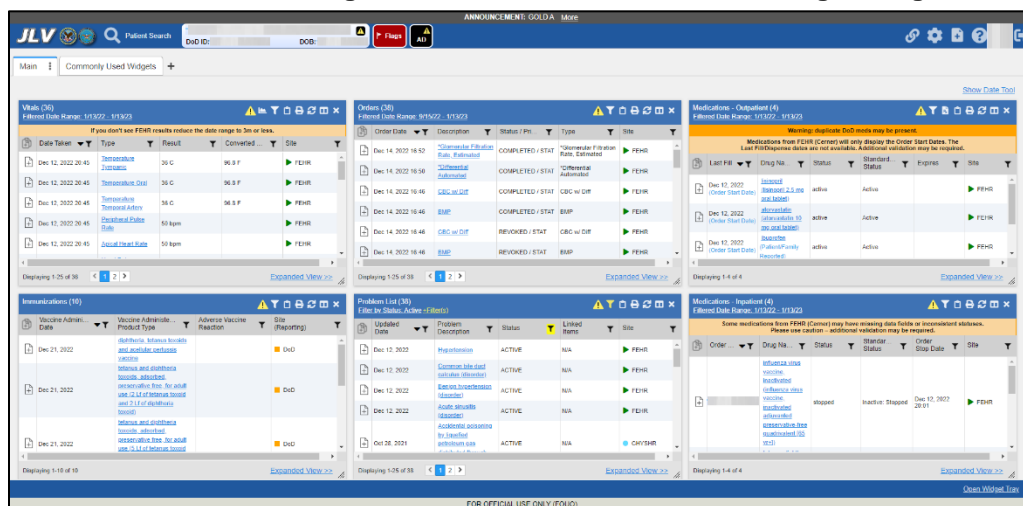 ANNOUNCEMENT: GOLD A More
JLV Patient Search DoD ID: DOB: Flags AD
Main Commonly Used Widgets +
Show Date Tool
Vitals (36)
Filtered Date Range: 1/13/22 - 1/13/23
If you don't see FEHR results reduce the date range to 3m or less.
Date Taken Type Result Converted ... Site
Dec 12, 2022 20:45 Temperature Tympanic 36 C 96.8 F FEHR
Dec 12, 2022 20:45 Temperature Oral 36 C 96.8 F FEHR
Dec 12, 2022 20:45 Temperature Temporal Artery 36 C 96.8 F FEHR
Dec 12, 2022 20:45 Peripheral Pulse Rate 50 bpm FEHR
Dec 12, 2022 20:45 Apical Heart Rate 50 bpm FEHR
Displaying 1-25 of 36 < 1 2 > Expanded View >>
Orders (38)
Filtered Date Range: 9/15/22 - 1/13/23
Order Date Description Status / Pri... Type Site
Dec 14, 2022 16:52 "Glomerular Filtration Rate, Estimated COMPLETED / STAT "Glomerular Filtration Rate, Estimated FEHR
Dec 14, 2022 16:50 "Differential Automated COMPLETED / STAT "Differential Automated FEHR
Dec 14, 2022 16:46 CBC w/ Diff COMPLETED / STAT CBC w/ Diff FEHR
Dec 14, 2022 16:46 BMP COMPLETED / STAT BMP FEHR
Dec 14, 2022 16:46 CBC w/ Diff REVOKED / STAT CBC w/ Diff FEHR
Dec 14, 2022 16:46 BMP REVOKED / STAT BMP FEHR
Displaying 1-25 of 38 < 1 2 > Expanded View >>
Medications - Outpatient (4)
Filtered Date Range: 1/13/22 - 1/13/23
Warning: duplicate DoD meds may be present.
Medications from FEHR (Cerner) will only display the Order Start Dates. The
Last Fill/Dispense dates are not available. Additional validation may be required.
Last Fill Drug Na... Status Standard... Status Expires Site
Dec 12, 2022 (Order Start Date) lisinopril (lisinopril 2.5 mg oral tablet) active Active FEHR
Dec 12, 2022 (Order Start Date) atorvastatin (atorvastatin 10 mg oral tablet) active Active FEHR
Dec 12, 2022 (Order Start Date) ibuprofen (Patient/Family Reported) active Active FEHR
Displaying 1-4 of 4 Expanded View >>
Immunizations (10)
Vaccine Admini... Date Vaccine Administe... Product Type Adverse Vaccine Reaction Site (Reporting)
Dec 21, 2022 diphtheria, tetanus toxoids and acellular pertussis vaccine DoD
Dec 21, 2022 tetanus and diphtheria toxoids, adsorbed, preservative free, for adult use (2 Lf of tetanus toxoid and 2 Lf of diphtheria toxoid) DoD
Dec 21, 2022 tetanus and diphtheria toxoids, adsorbed, preservative free, for adult use (5 Lf of tetanus toxoid DoD
Displaying 1-10 of 10 Expanded View >>
Problem List (38)
Filter by Status, Active +Filter(s)
Updated Date Problem Description Status Linked Items Site
Dec 12, 2022 Hypertension ACTIVE N/A FEHR
Dec 12, 2022 Common bile duct calculus (disorder) ACTIVE N/A FEHR
Dec 12, 2022 Benign hypertension (disorder) ACTIVE N/A FEHR
Dec 12, 2022 Acute sinusitis (disorder) ACTIVE N/A FEHR
Oct 28, 2021 Accidental poisoning by liquefied petroleum gas ACTIVE N/A CHYSHR
Displaying 1-25 of 38 < 1 2 > Expanded View >>
Medications - Inpatient (4)
Filtered Date Range: 1/13/22 - 1/13/23
Some medications from FEHR (Cerner) may have missing data fields or inconsistent statuses.
Please use caution - additional validation may be required.
Order ... Drug Na... Status Standar... Status Order Stop Date Site
influenza virus vaccine, inactivated (influenza virus vaccine, inactivated adjuvanted preservative free quadrivalent (65 yr+)) stopped Inactive: Stopped Dec 12, 2022 20:01 FEHR
Displaying 1-4 of 4 Expanded View >>
Open Widget Tray
FOR OFFICIAL USE ONLY (FOUO)